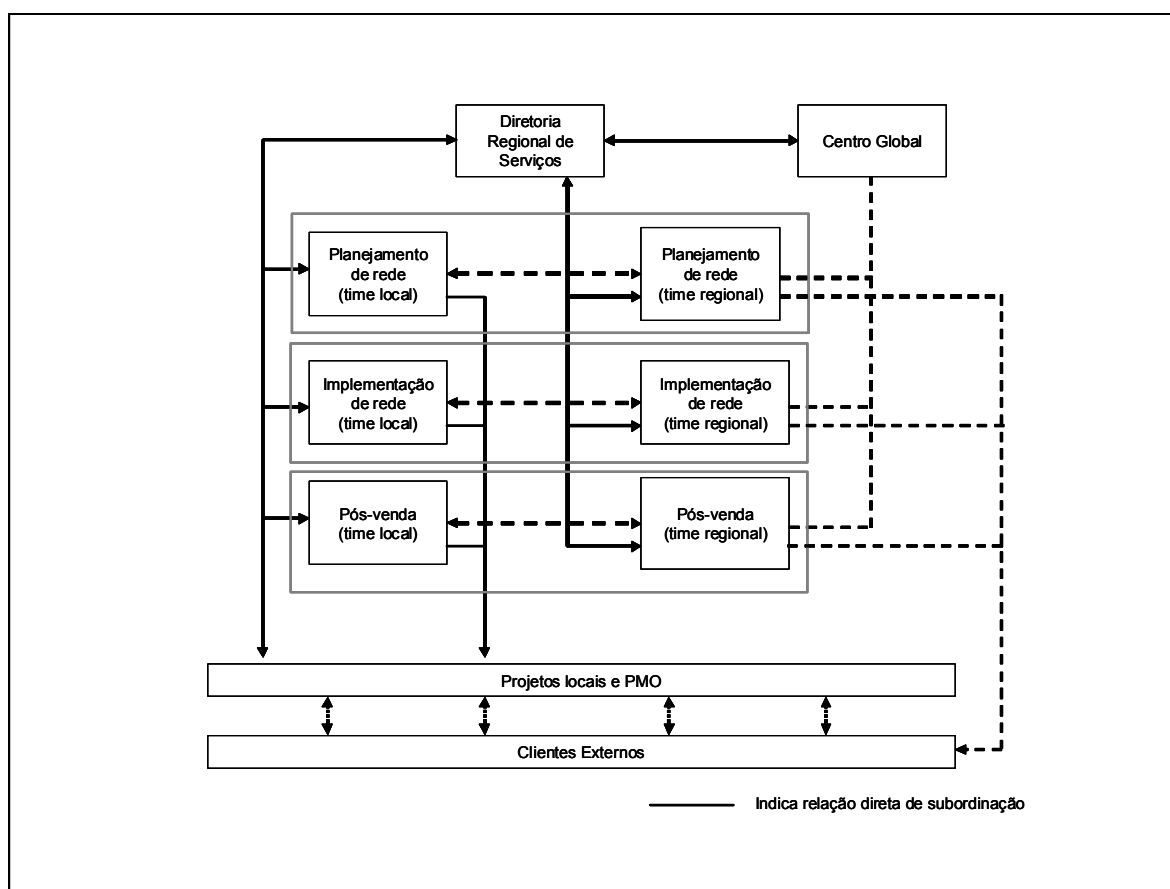 Diretoria
Regional de
Serviços
Centro Global
Planejamento
de rede
(time local)
Planejamento
de rede
(time regional)
Implementação
de rede
(time local)
Implementação
de rede
(time regional)
Pós-venda
(time local)
Pós-venda
(time regional)
Projetos locais e PMO
Clientes Externos
Indica relação direta de subordinação